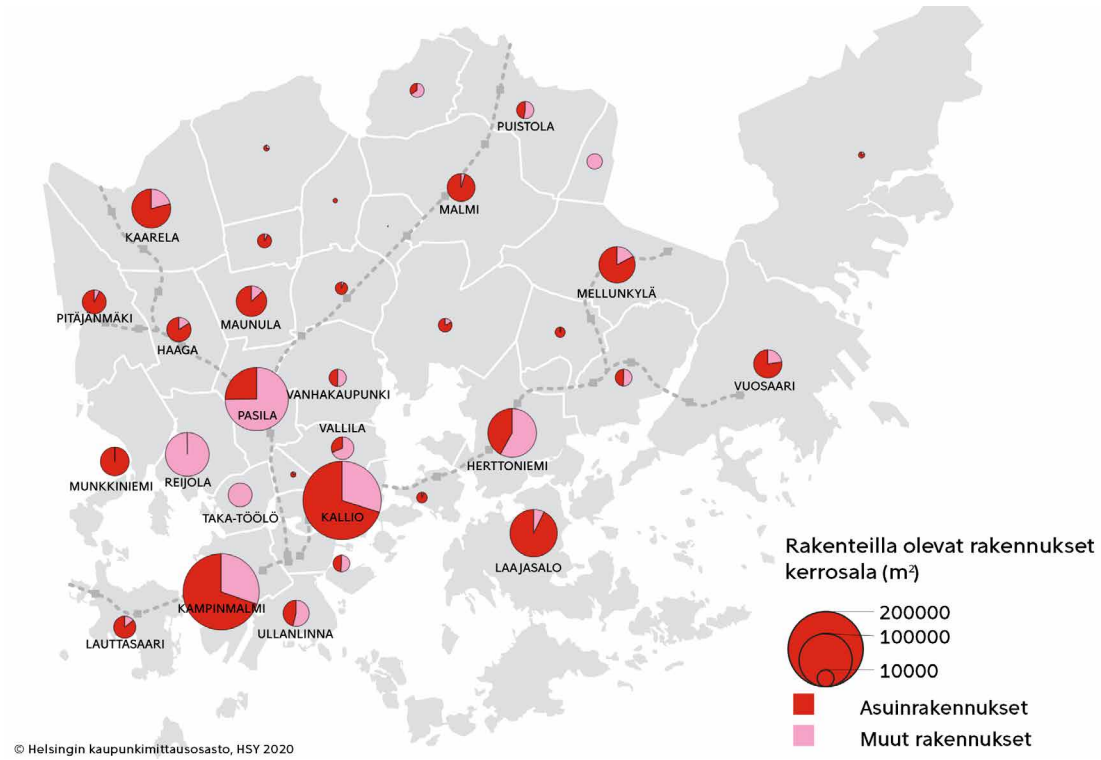 PUISTOLA
MALMI
KAARELA
MELLUNKYLÄ
PITÄJÄNMÄKI
MAUNULA
HAAGA
VUOSAARI
VANHAKAUPUNKI
PASILA
VALLILA
HERTTONIEMI
REIJOLA
MUNKKINIEMI
TAKA-TÖÖLÖ
KALLIO
LAAJASALO
KAMPINMALMI
ULLANLINNA
LAUTTASAARI
Rakenteilla olevat rakennukset
kerrosala (m²)
200000
100000
10000
Asuinrakennukset
Muut rakennukset
© Helsingin kaupunkimittausosasto, HSY 2020